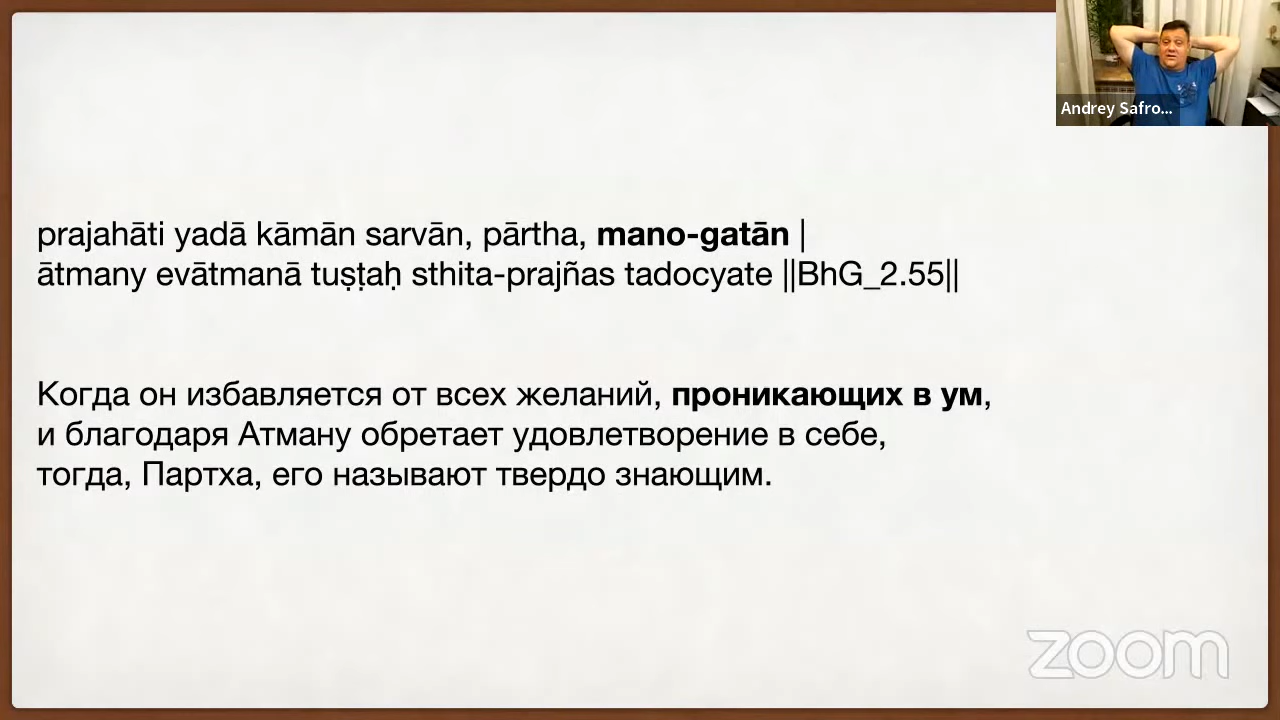 Andrey Safro...
prajahāti yadā kāmān sarvān, pārtha, mano-gatān |
ātmany evātmanā tuṣṭaḥ sthita-prajñas tadocyate ||BhG_2.55||
Когда он избавляется от всех желаний, проникающих в ум,
и благодаря Атману обретает удовлетворение в себе,
тогда, Партха, его называют твердо знающим.
zoom